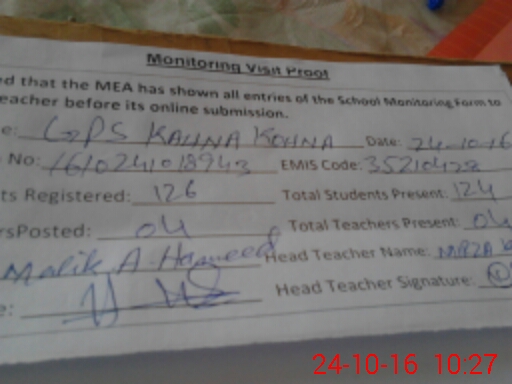 Monitoring Visit Proof
ed that the MEA has shown all entries of the School Monitoring Form to
eacher before its online submission.
e: GPS KAHNA KOHNA Date: 24-10-16
No: 1610241018943 EMIS Code: 35210428
ts Registered: 126 Total Students Present: 124
rsPosted: 04 Total Teachers Present: 04
Malik A Hameed Head Teacher Name: MIRZA
e: Head Teacher Signature:
24-10-16 10:27